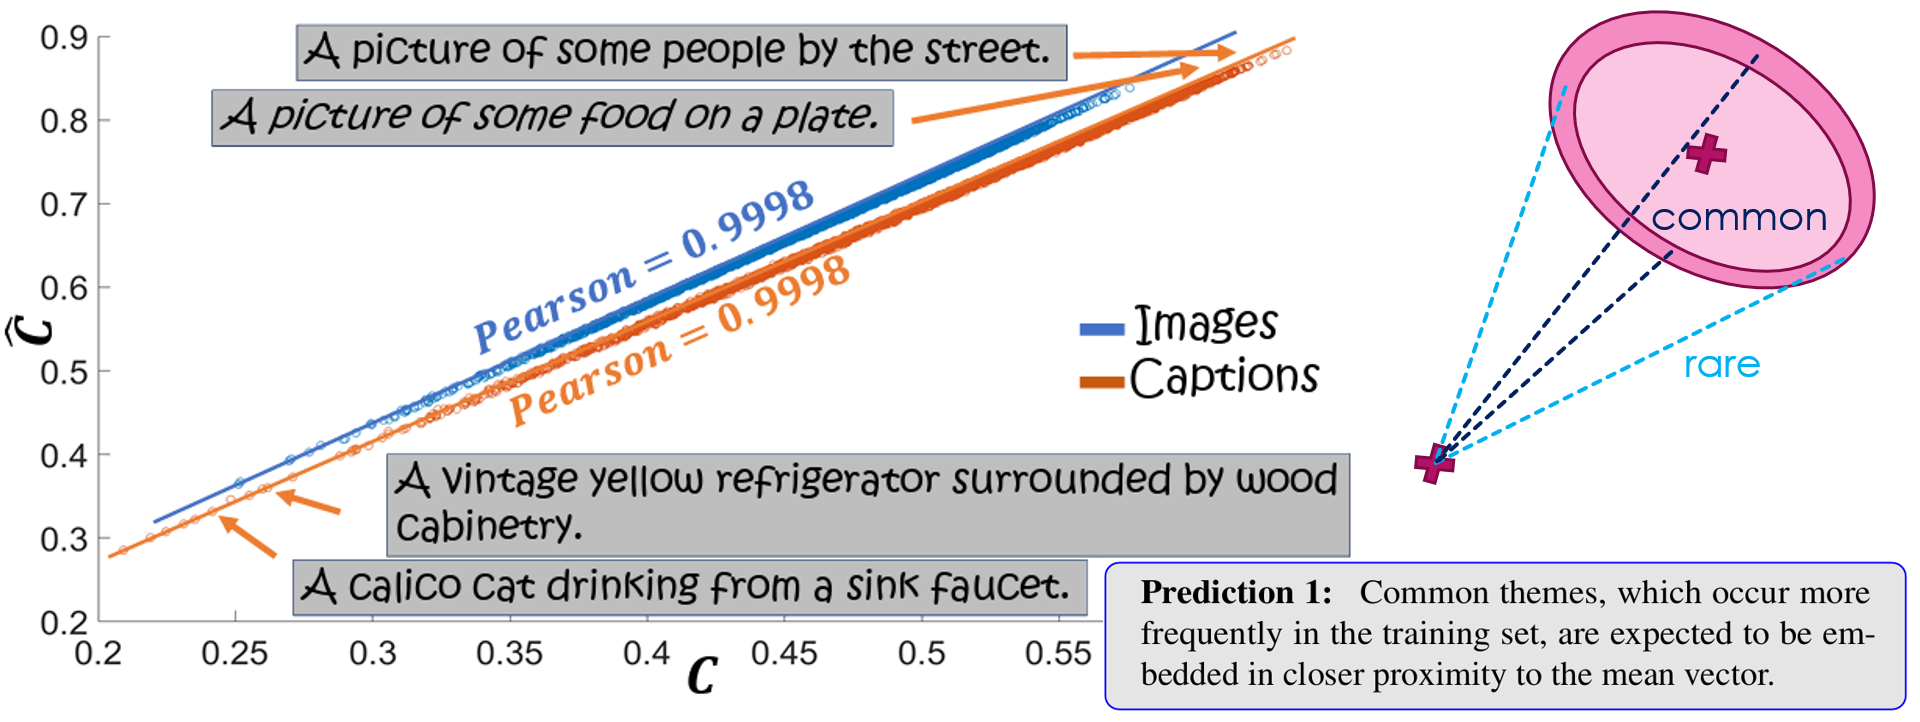 0.9
0.8
0.7
0.6
0.5
0.4
0.3
0.2
Ĉ
A picture of some people by the street.
A picture of some food on a plate.
Pearson = 0.9998
Pearson = 0.9998
Images
Captions
A vintage yellow refrigerator surrounded by wood
cabinetry.
A calico cat drinking from a sink faucet.
0.2 0.25 0.3 0.35 0.4 0.45 0.5 0.55
C
common
rare
Prediction 1: Common themes, which occur more
frequently in the training set, are expected to be em-
bedded in closer proximity to the mean vector.